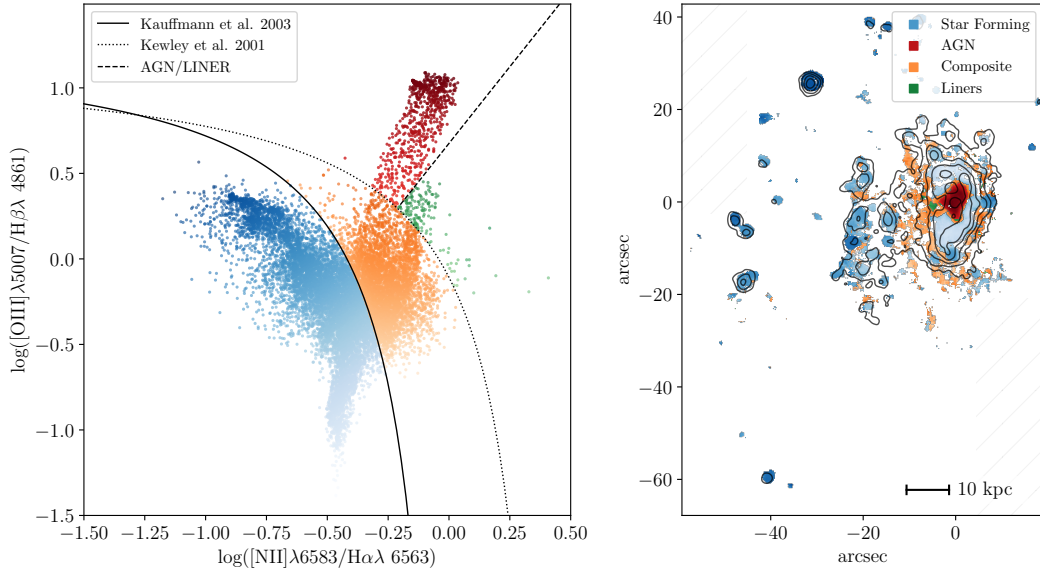 Kauffmann et al. 2003
Kewley et al. 2001
AGN/LINER
1.0
0.5
0.0
−0.5
−1.0
−1.5
−1.50
−1.25
−1.00
−0.75
−0.50
−0.25
0.00
0.25
0.50
log([OIII]λ5007/Hβλ 4861)
log([NII]λ6583/Hαλ 6563)
Star Forming
AGN
Composite
Liners
40
20
0
−20
−40
−60
arcsec
10 kpc
−60
−40
−20
0
arcsec